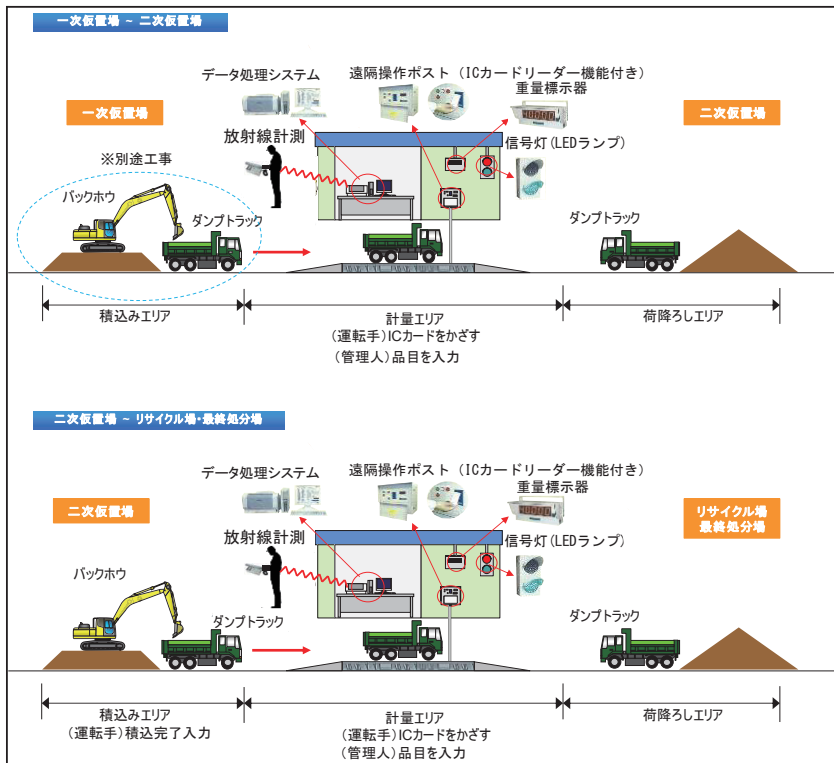 一次仮置場 ~ 二次仮置場
データ処理システム
遠隔操作ポスト（ICカードリーダー機能付き）
重量標示器
一次仮置場
放射線計測
信号灯(LEDランプ)
二次仮置場
※別途工事
バックホウ
ダンプトラック
ダンプトラック
積込みエリア
計量エリア
荷降ろしエリア
（運転手）ICカードをかざす
（管理人）品目を入力
二次仮置場 ~ リサイクル場・最終処分場
データ処理システム
遠隔操作ポスト（ICカードリーダー機能付き）
重量標示器
二次仮置場
放射線計測
信号灯(LEDランプ)
リサイクル場
最終処分場
バックホウ
ダンプトラック
ダンプトラック
積込みエリア
計量エリア
荷降ろしエリア
（運転手）積込完了入力
（運転手）ICカードをかざす
（管理人）品目を入力